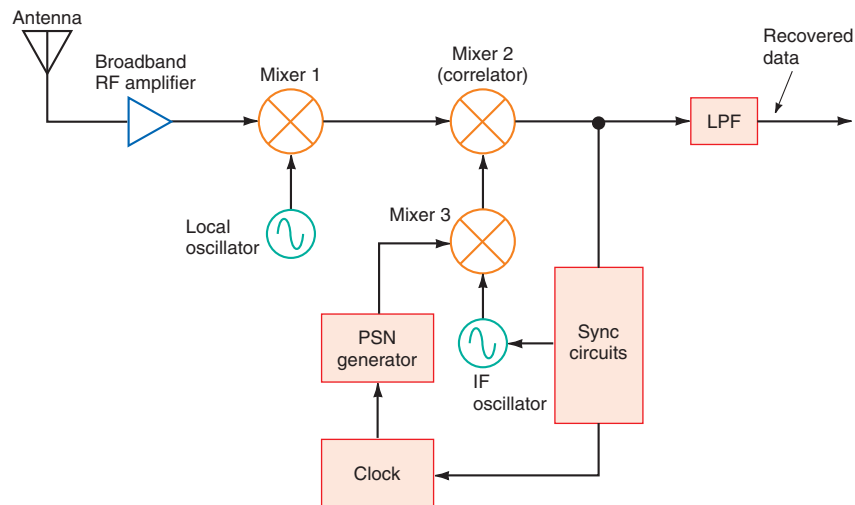 Antenna
Broadband
RF amplifier
Mixer 1
Mixer 2
(correlator)
Recovered
data
LPF
Local
oscillator
Mixer 3
PSN
generator
IF
oscillator
Sync
circuits
Clock